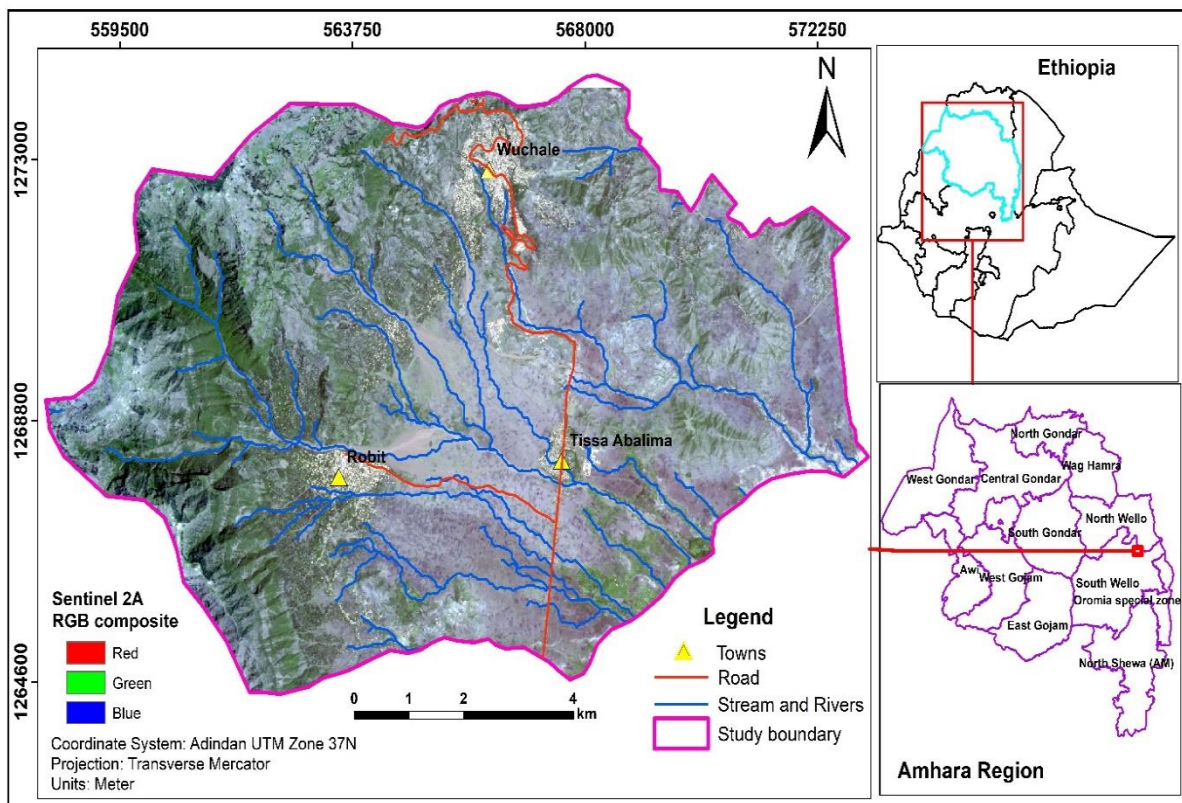 559500 563750 568000 572250
N
1273000
1268800
1264600
Wuchale
Tissa Abalima
Robit
Sentinel 2A
RGB composite
Red
Green
Blue
0 1 2 4
km
Legend
Towns
Road
Stream and Rivers
Study boundary
Coordinate System: Adindan UTM Zone 37N
Projection: Transverse Mercator
Units: Meter
Ethiopia
North Gondar
Wag Hamra
West Gondar
Central Gondar
North Wello
South Gondar
Awi
West Gojam
South Wello
Oromia special zone
East Gojam
North Shewa (AM)
Amhara Region